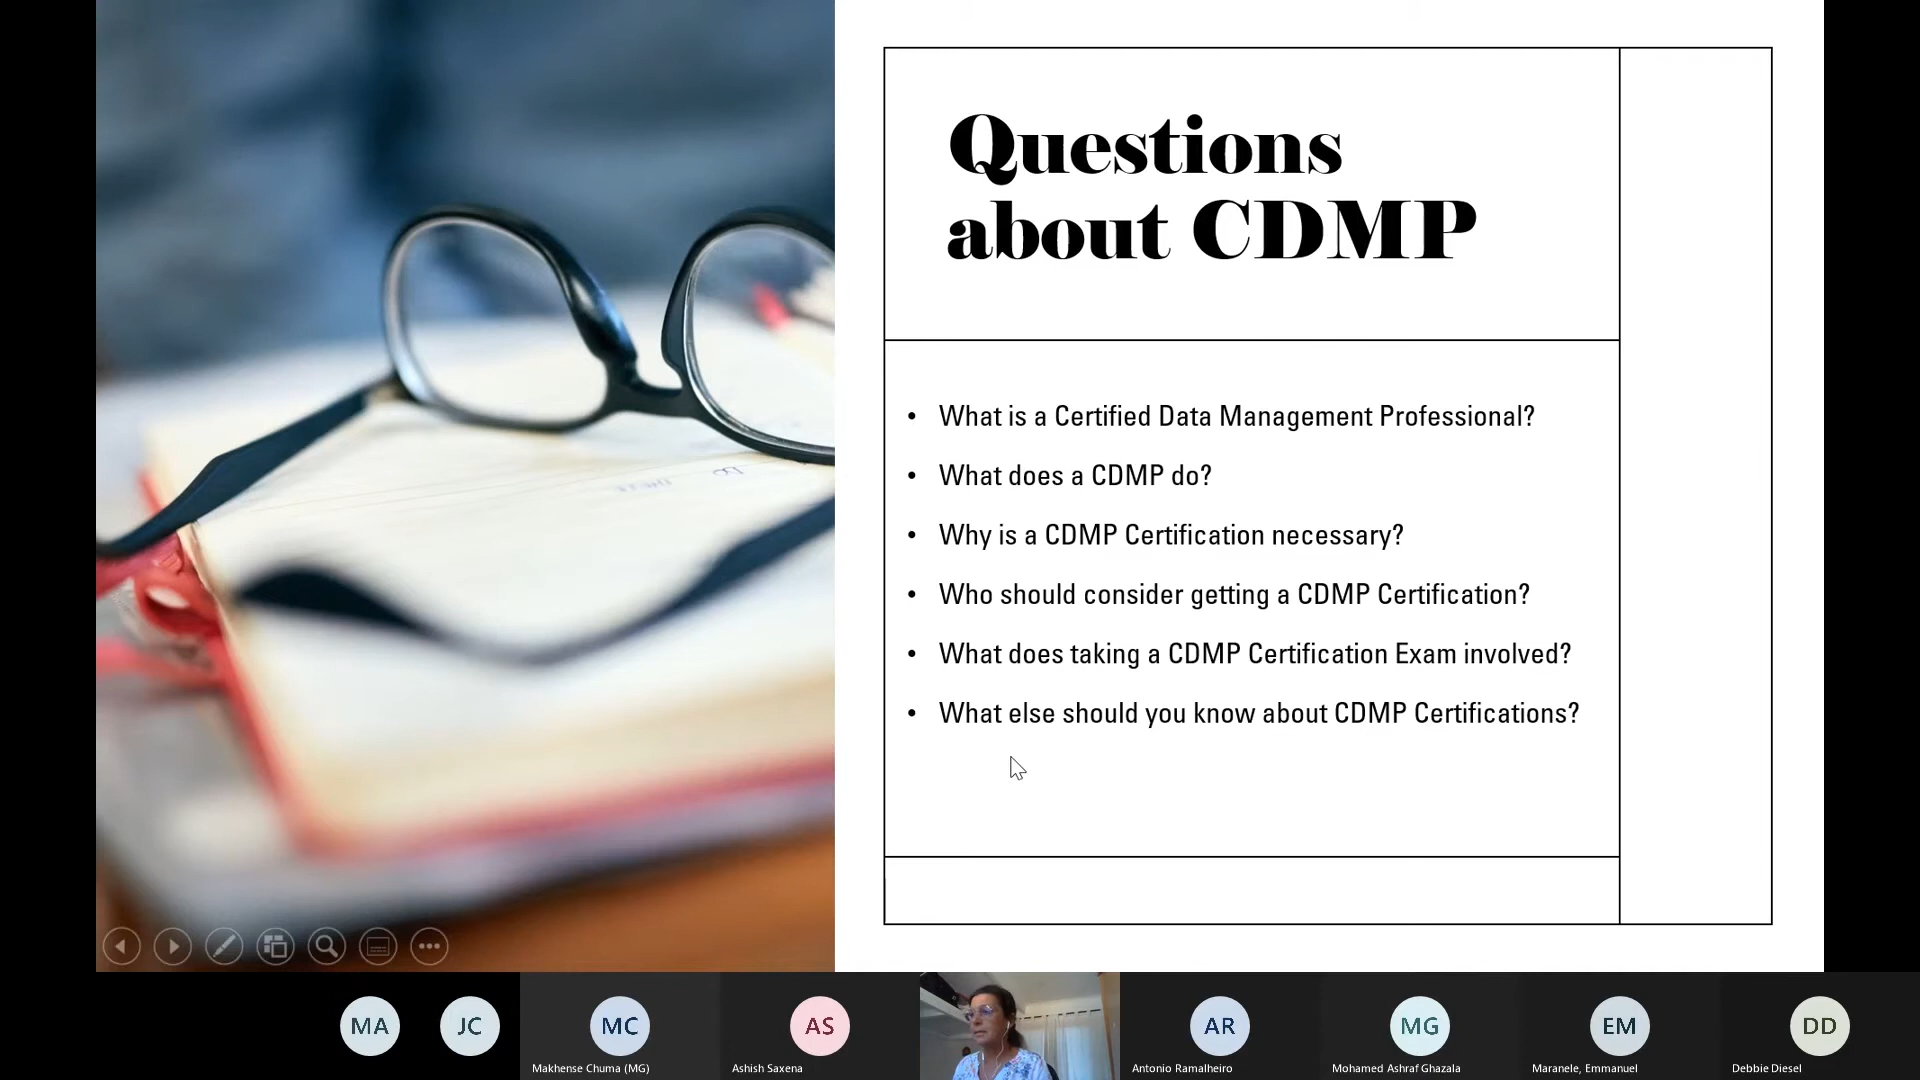 Questions
about CDMP
• What is a Certified Data Management Professional?
• What does a CDMP do?
• Why is a CDMP Certification necessary?
• Who should consider getting a CDMP Certification?
• What does taking a CDMP Certification Exam involved?
• What else should you know about CDMP Certifications?
MA
JC
MC
AS
AR
MG
EM
DD
Makhense Chuma (MG)
Ashish Saxena
Antonio Ramalheiro
Mohamed Ashraf Ghazala
Maranele, Emmanuel
Debbie Diesel